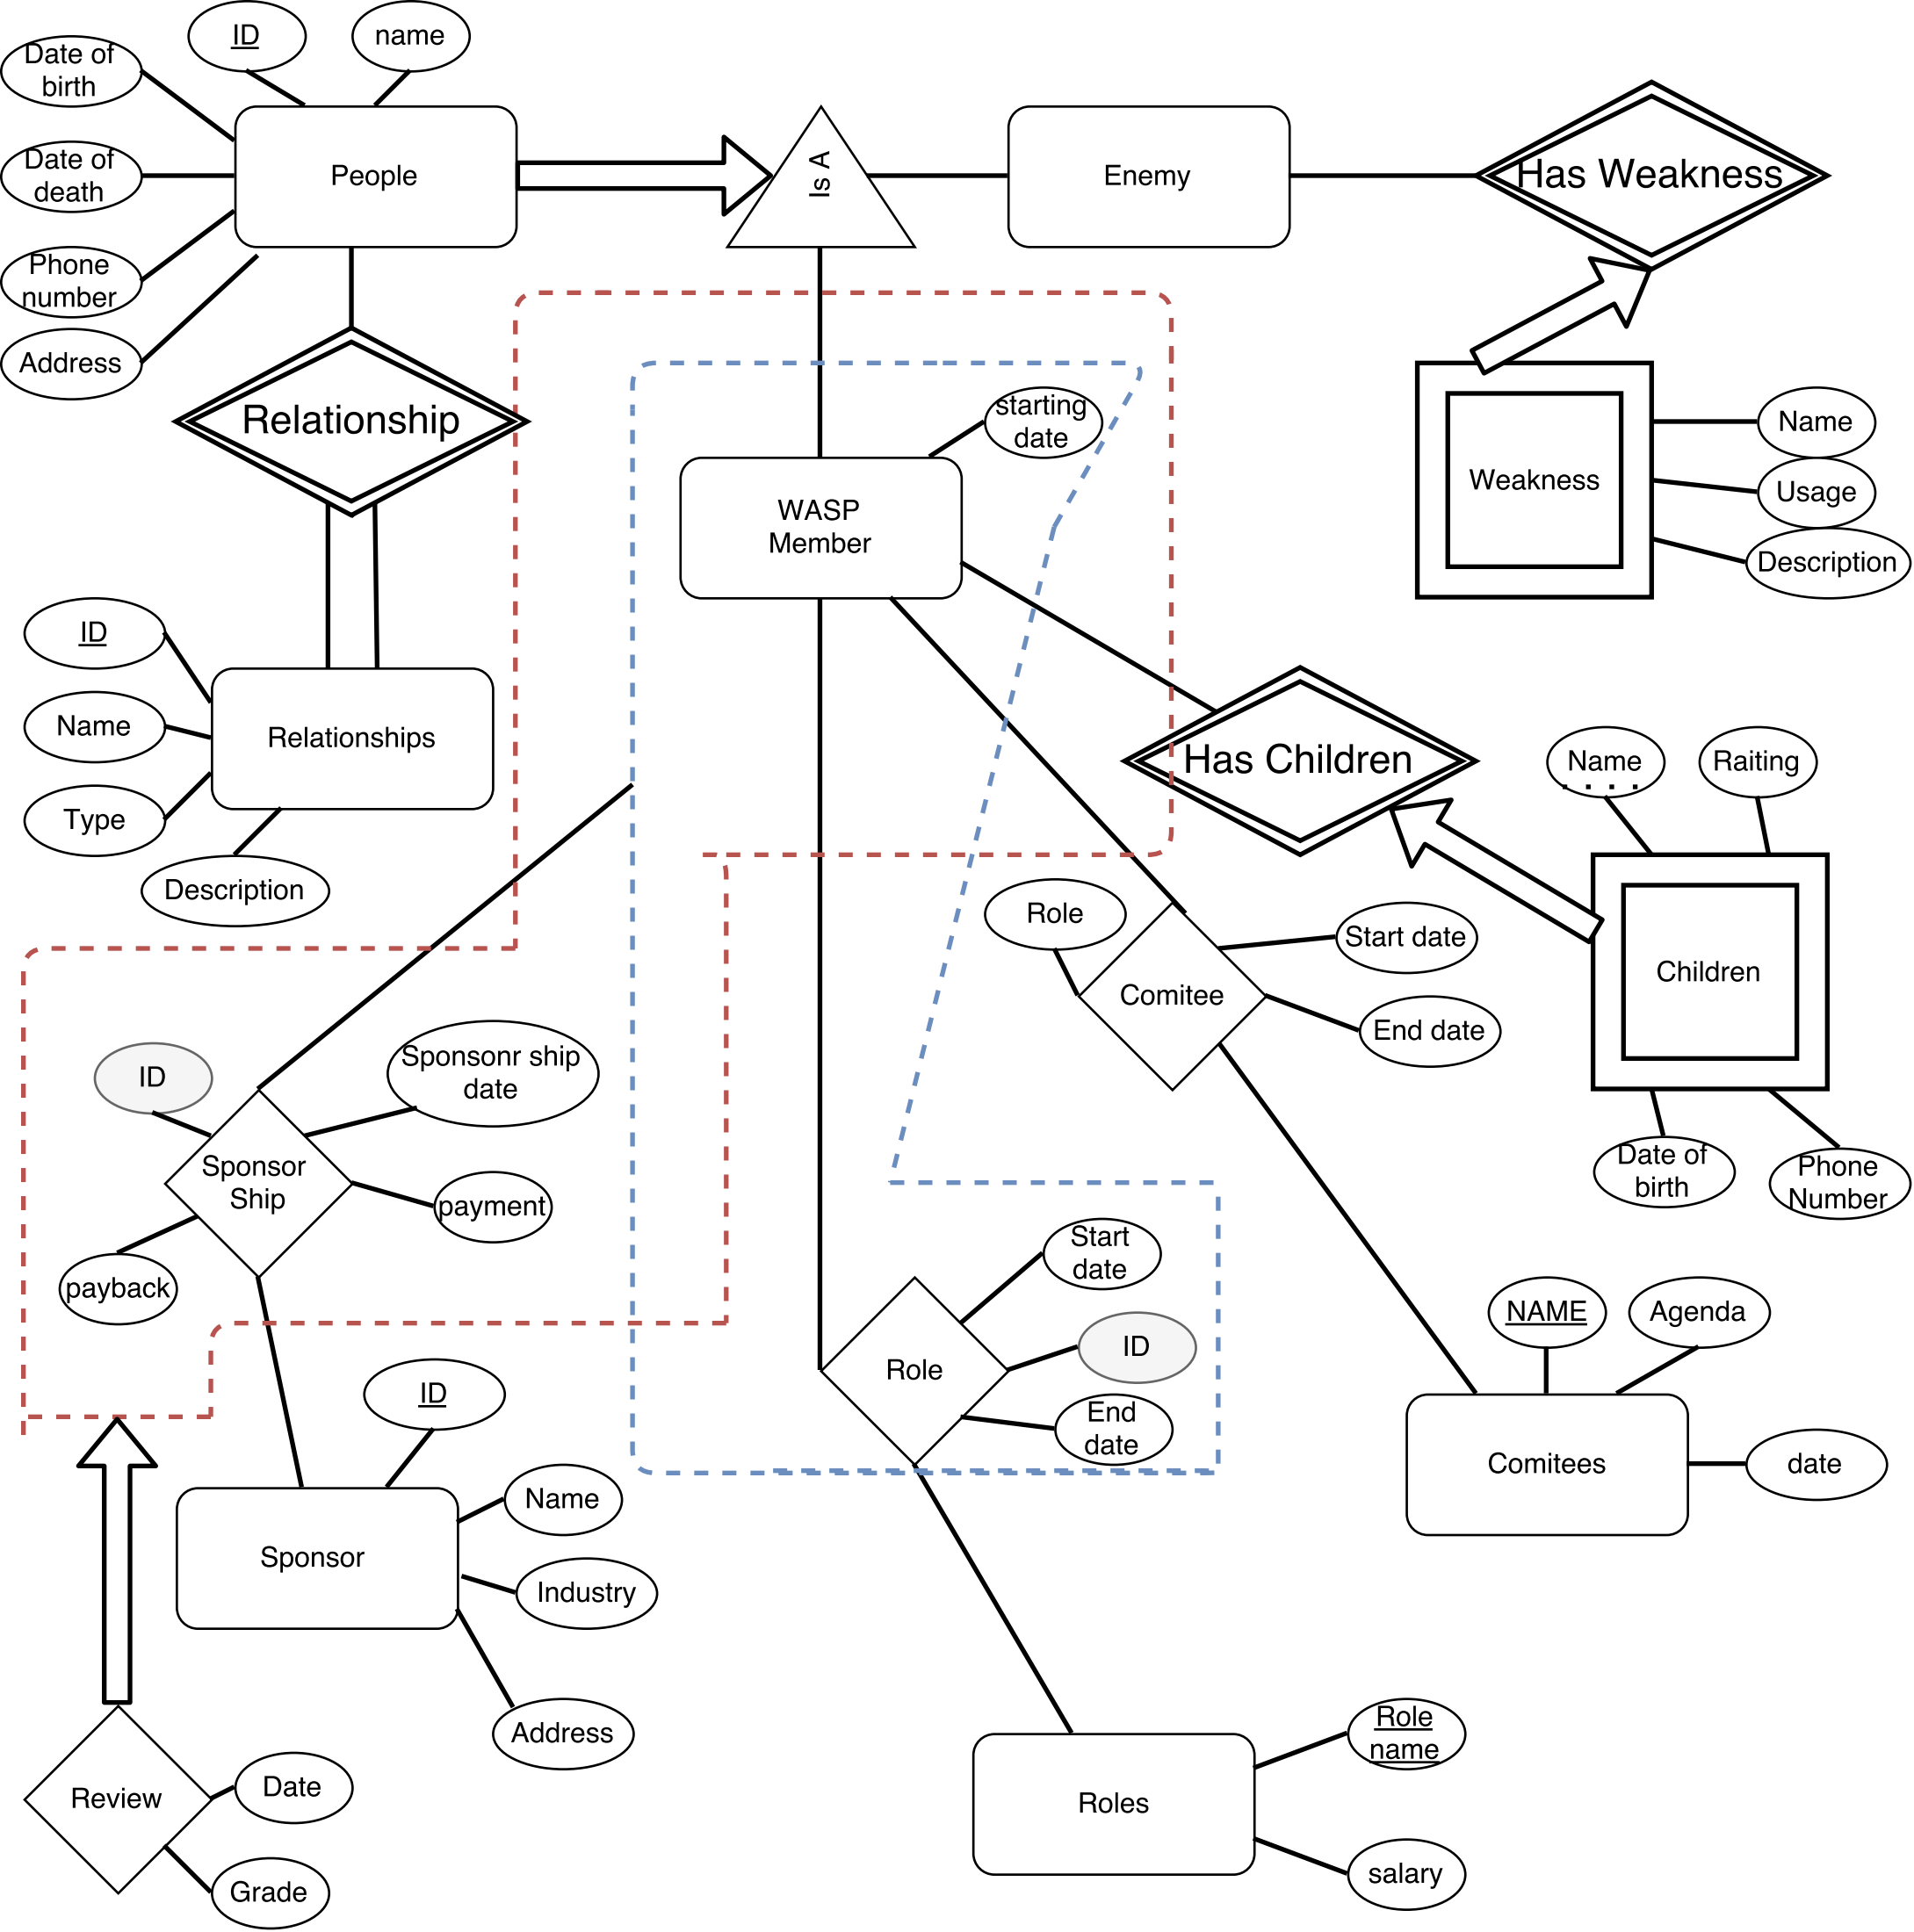 ID
name
Date of
birth
Date of
death
People
Is A
Enemy
Has Weakness
Phone
number
Address
Relationship
starting
date
Name
Weakness
Usage
WASP
Member
Description
ID
Name
Relationships
Type
Description
Has Children
Name
Raiting
Role
Start date
Comitee
Children
End date
ID
Sponsonr ship
date
Sponsor
Ship
payment
payback
Date of
birth
Phone
Number
Start
date
ID
Role
End
date
NAME
Agenda
Comitees
date
ID
Name
Sponsor
Industry
Address
Role
name
Roles
salary
Review
Date
Grade